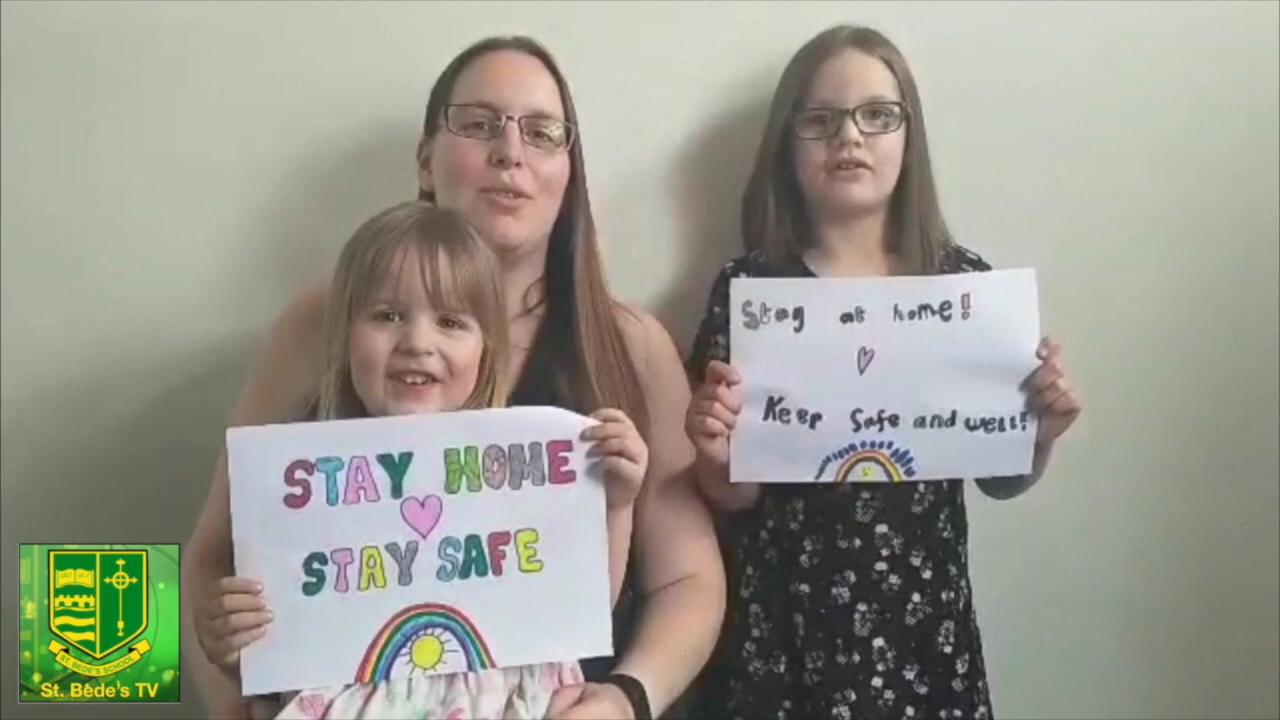 STAY HOME
STAY SAFE
Stay at home!
Keep Safe and well!
ST. BEDE'S SCHOOL
St. Bede's TV